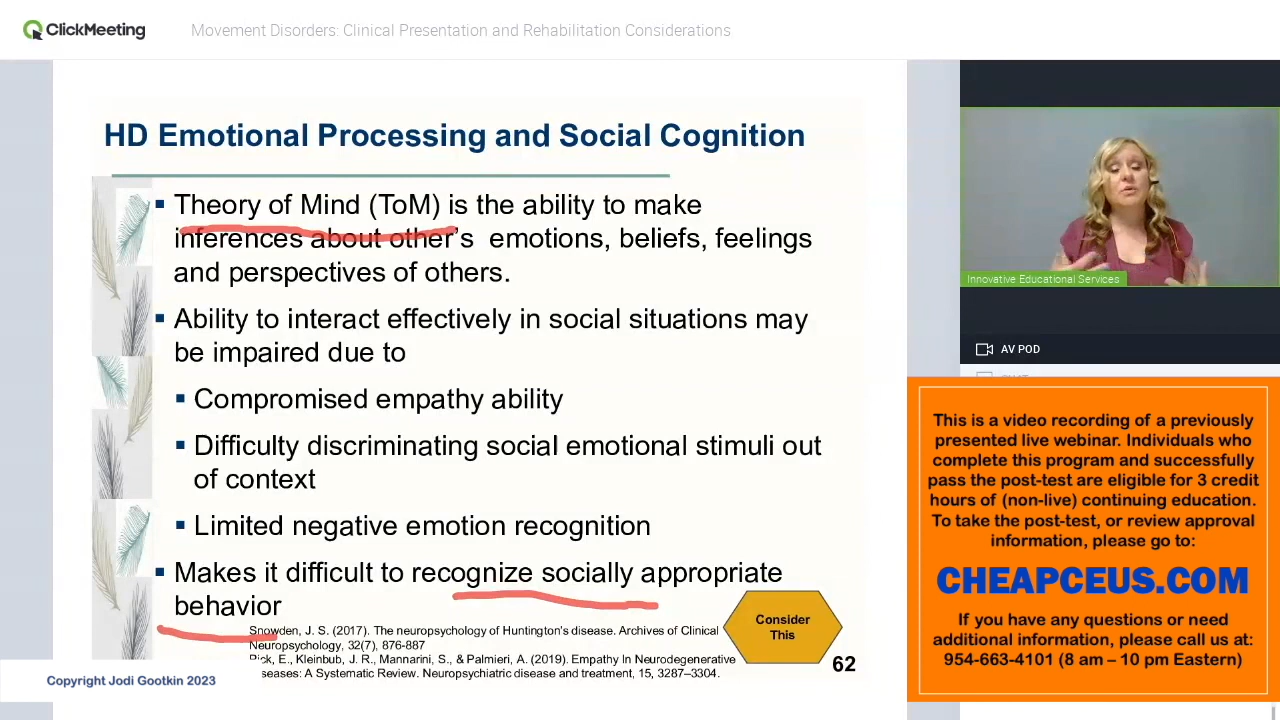 ClickMeeting
Movement Disorders: Clinical Presentation and Rehabilitation Considerations
HD Emotional Processing and Social Cognition
Theory of Mind (ToM) is the ability to make
inferences about other's emotions, beliefs, feelings
and perspectives of others.
Ability to interact effectively in social situations may
be impaired due to
Compromised empathy ability
Difficulty discriminating social emotional stimuli out
of context
Limited negative emotion recognition
Makes it difficult to recognize socially appropriate
behavior
Snowden, J. S. (2017). The neuropsychology of Huntington's disease. Archives of Clinical
Neuropsychology, 32(7), 876-887
Pick, E., Kleinbub, J. R., Mannarini, S., & Palmieri, A. (2019). Empathy In Neurodegenerative
seases: A Systematic Review. Neuropsychiatric disease and treatment, 15, 3287–3304.
Consider
This
62
Copyright Jodi Gootkin 2023
Innovative Educational Services
AV POD
This is a video recording of a previously
presented live webinar. Individuals who
complete this program and successfully
pass the post-test are eligible for 3 credit
hours of (non-live) continuing education.
To take the post-test, or review approval
information, please go to:
CHEAPCEUS.COM
If you have any questions or need
additional information, please call us at:
954-663-4101 (8 am – 10 pm Eastern)